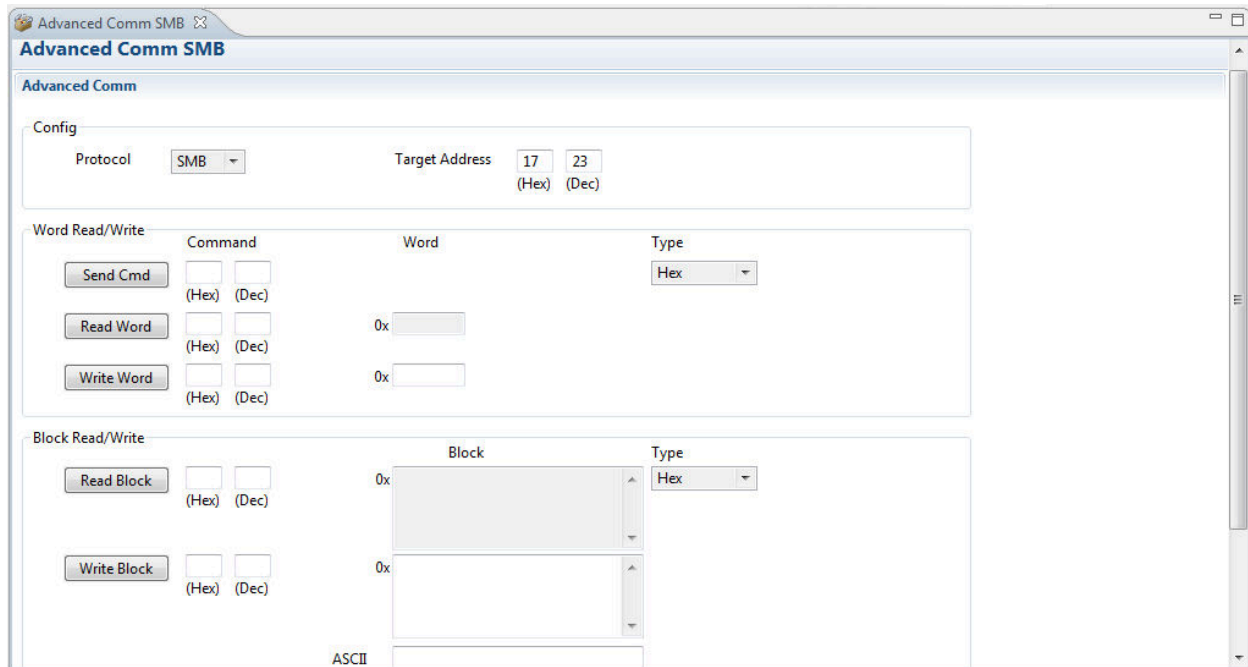 Advanced Comm SMB
Advanced Comm SMB
Advanced Comm
Config
Protocol SMB Target Address 17 23
(Hex) (Dec)
Word Read/Write
Command Word Type
Send Cmd Hex
(Hex) (Dec)
Read Word 0x
(Hex) (Dec)
Write Word 0x
(Hex) (Dec)
Block Read/Write
Block Type
Read Block 0x Hex
(Hex) (Dec)
Write Block 0x
(Hex) (Dec)
ASCII